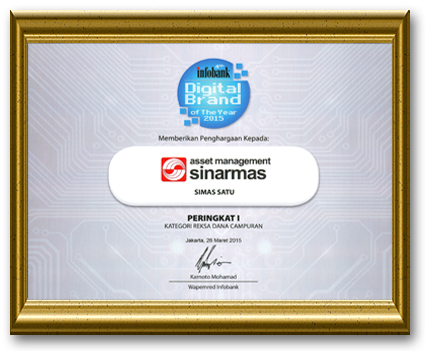 infobank
Digital
Brand
of The Year
2015
Memberikan Penghargaan Kepada:
asset management
sinarmas
SIMAS SATU
PERINGKAT I
KATEGORI REKSA DANA CAMPURAN
Jakarta, 26 Maret 2015
Karnoto Mohamad
Wapemred Infobank